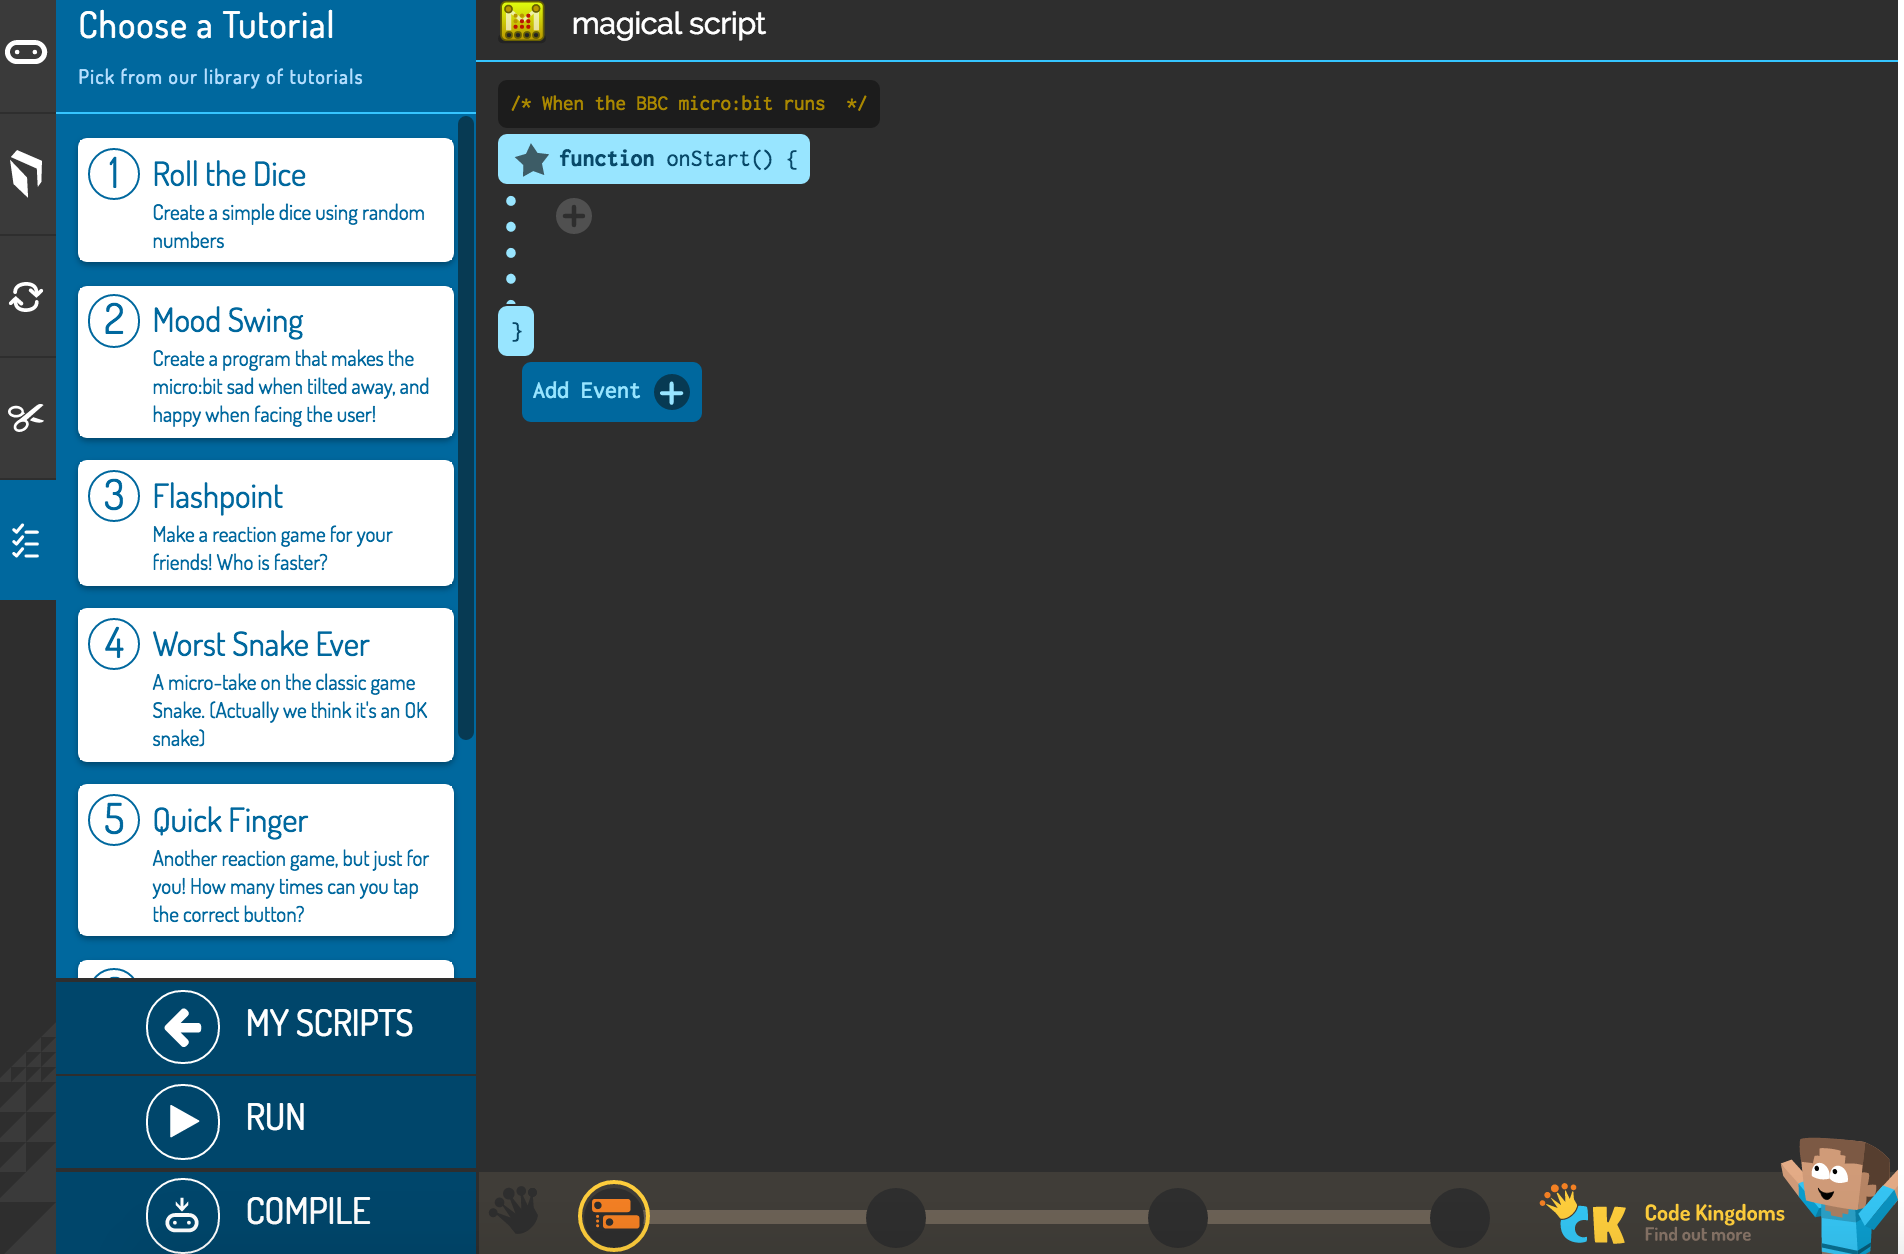 Choose a Tutorial
Pick from our library of tutorials
1 Roll the Dice
Create a simple dice using random
numbers
2 Mood Swing
Create a program that makes the
micro:bit sad when tilted away, and
happy when facing the user!
3 Flashpoint
Make a reaction game for your
friends! Who is faster?
4 Worst Snake Ever
A micro-take on the classic game
Snake. (Actually we think it's an OK
snake)
5 Quick Finger
Another reaction game, but just for
you! How many times can you tap
the correct button?
MY SCRIPTS
RUN
COMPILE
magical script
/* When the BBC micro:bit runs */
function onStart() {
}
Add Event
CK
Code Kingdoms
Find out more